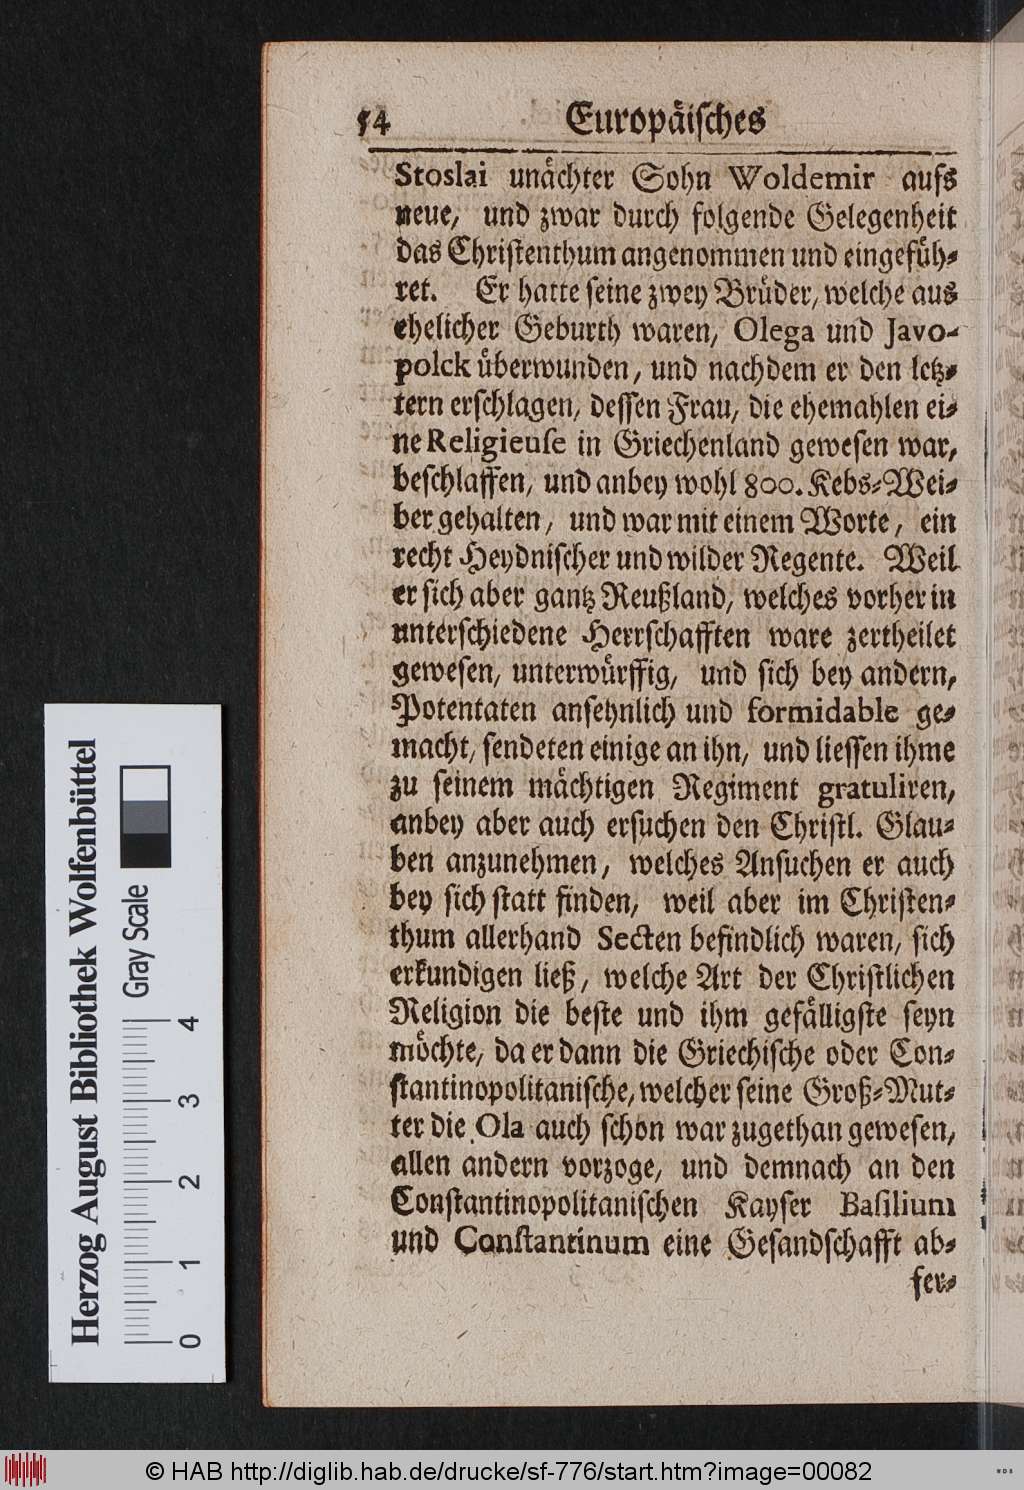 54 Europäiſches
Stoslai unächter Sohn Woldemir aufs
neue, und zwar durch folgende Gelegenheit
das Chriſtenthum angenommen und eingefüh-
ret. Er hatte ſeine zwey Brüder, welche aus
ehelicher Geburth waren, Olega und Javo-
polck überwunden, und nachdem er den letz-
tern erſchlagen, deſſen Frau, die ehemahlen ei-
ne Religieuſe in Griechenland geweſen war,
beſchlaffen, und anbey wohl 800. Kebs-Wei-
ber gehalten, und war mit einem Worte, ein
recht Heydniſcher und wilder Regente. Weil
er ſich aber gantz Reußland, welches vorher in
unterſchiedene Herrſchafften ware zertheilet
geweſen, unterwürffig, und ſich bey andern,
Potentaten anſehnlich und formidable ge-
macht, ſendeten einige an ihn, und lieſſen ihme
zu ſeinem mächtigen Regiment gratuliren,
anbey aber auch erſuchen den Chriſtl. Glau-
ben anzunehmen, welches Anſuchen er auch
bey ſich ſtatt finden, weil aber im Chriſten-
thum allerhand Secten befindlich waren, ſich
erkundigen ließ, welche Art der Chriſtlichen
Religion die beſte und ihm gefälligſte ſeyn
möchte, da er dann die Griechiſche oder Con-
ſtantinopolitaniſche, welcher ſeine Groß-Mut-
ter die Ola auch ſchon war zugethan geweſen,
allen andern vorzoge, und demnach an den
Conſtantinopolitaniſchen Kayſer Baſilium
und Conſtantinum eine Geſandſchafft ab-
fer-
Herzog August Bibliothek Wolfenbüttel
Gray Scale
0 1 2 3 4
© HAB http://diglib.hab.de/drucke/sf-776/start.htm?image=00082